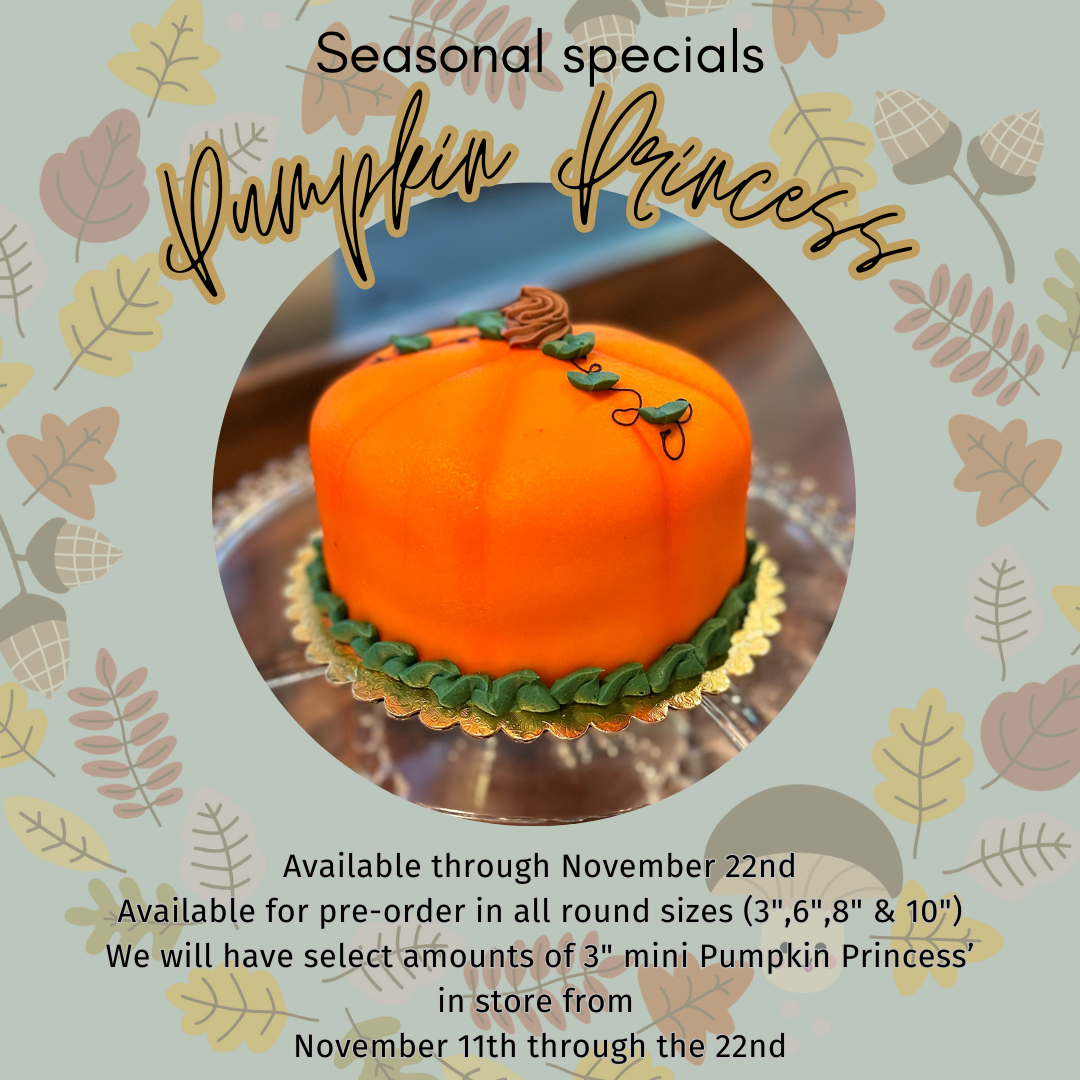 Seasonal specials
Pumpkin Princess
Available through November 22nd
Available for pre-order in all round sizes (3",6",8" & 10")
We will have select amounts of 3" mini Pumpkin Princess’
in store from
November 11th through the 22nd